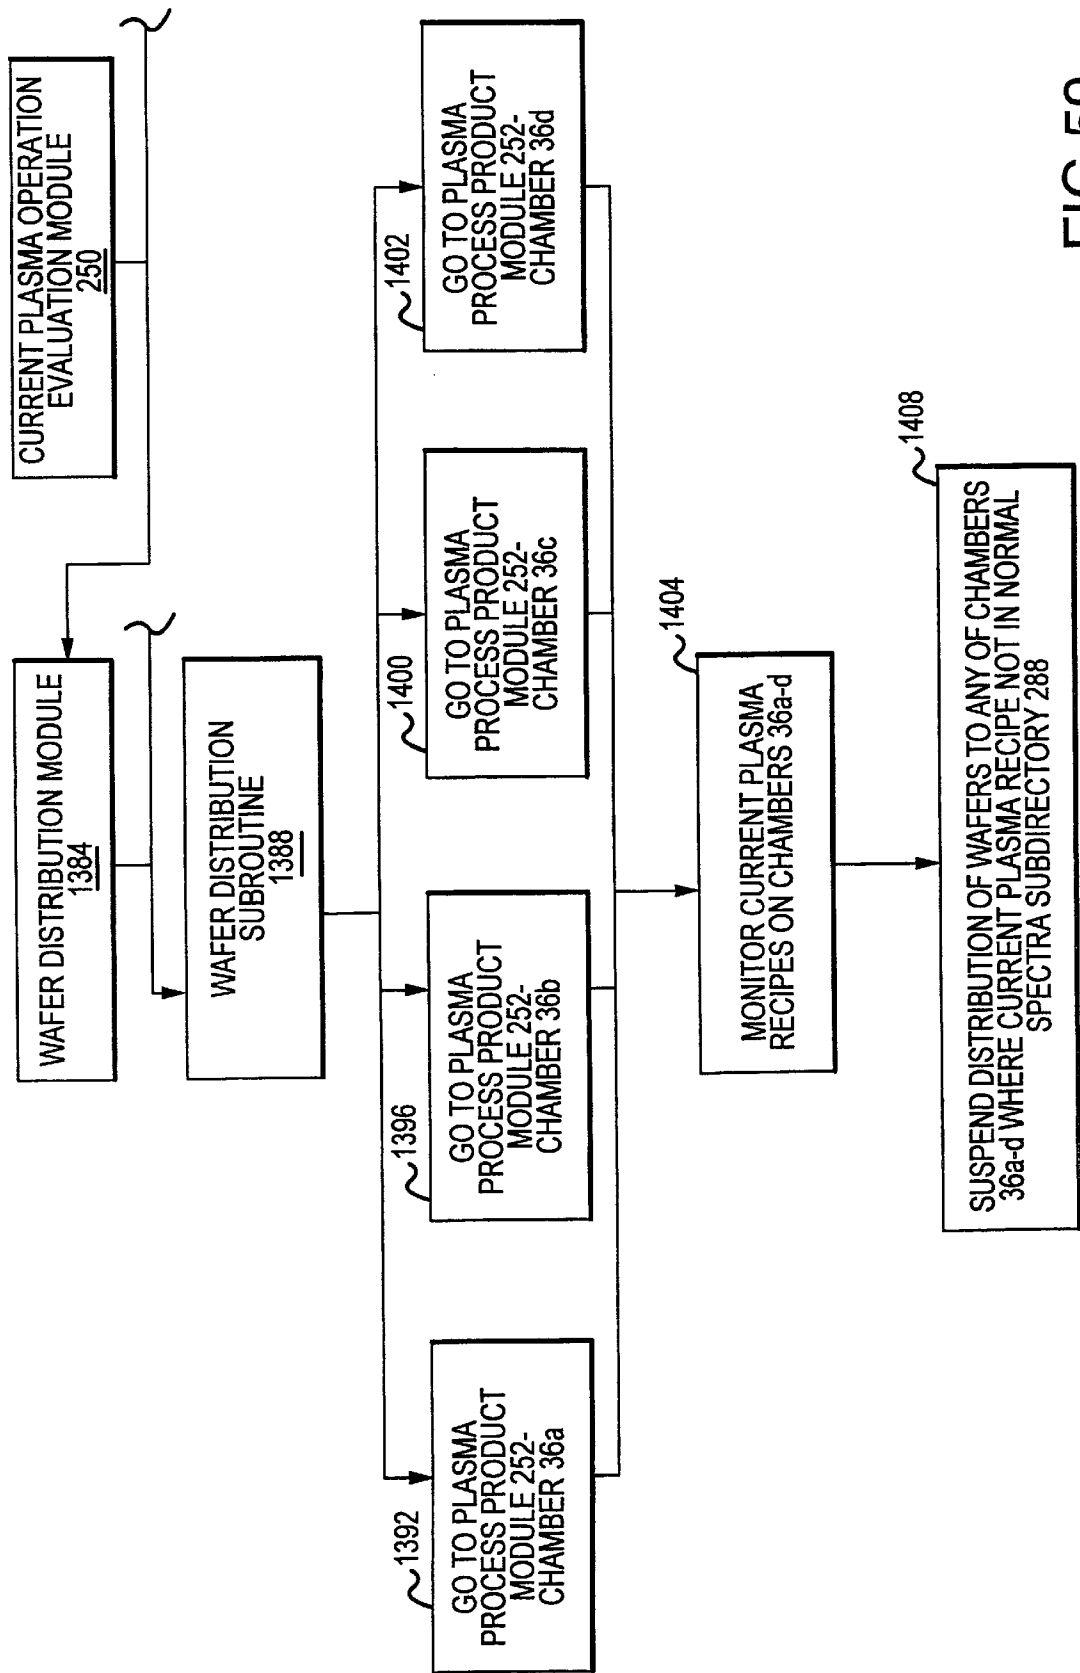 CURRENT PLASMA OPERATION
EVALUATION MODULE
250
WAFER DISTRIBUTION MODULE
1384
WAFER DISTRIBUTION
SUBROUTINE
1388
1392
GO TO PLASMA
PROCESS PRODUCT
MODULE 252-
CHAMBER 36a
1396
GO TO PLASMA
PROCESS PRODUCT
MODULE 252-
CHAMBER 36b
1400
GO TO PLASMA
PROCESS PRODUCT
MODULE 252-
CHAMBER 36c
1402
GO TO PLASMA
PROCESS PRODUCT
MODULE 252-
CHAMBER 36d
1404
MONITOR CURRENT PLASMA
RECIPES ON CHAMBERS 36a-d
1408
SUSPEND DISTRIBUTION OF WAFERS TO ANY OF CHAMBERS
36a-d WHERE CURRENT PLASMA RECIPE NOT IN NORMAL
SPECTRA SUBDIRECTORY 288
FIG